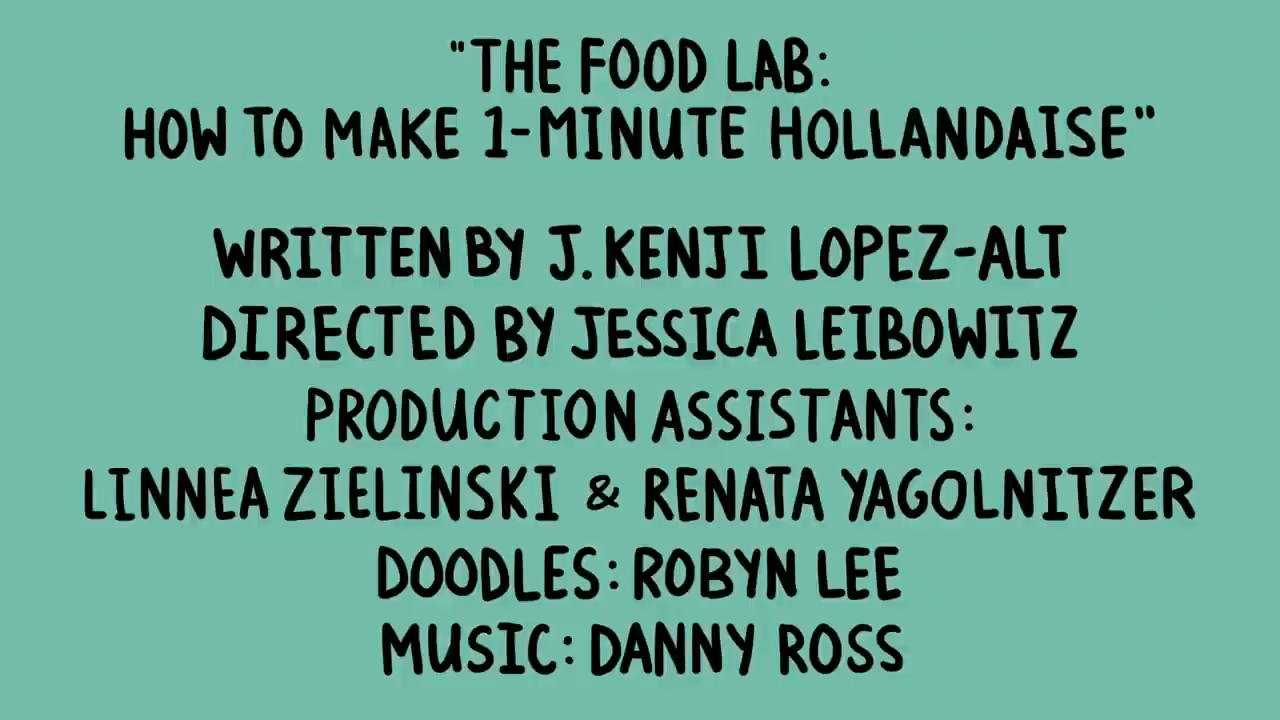 "THE FOOD LAB:
HOW TO MAKE 1-MINUTE HOLLANDAISE"
WRITTEN BY J. KENJI LOPEZ-ALT
DIRECTED BY JESSICA LEIBOWITZ
PRODUCTION ASSISTANTS:
LINNEA ZIELINSKI & RENATA YAGOLNITZER
DOODLES: ROBYN LEE
MUSIC: DANNY ROSS